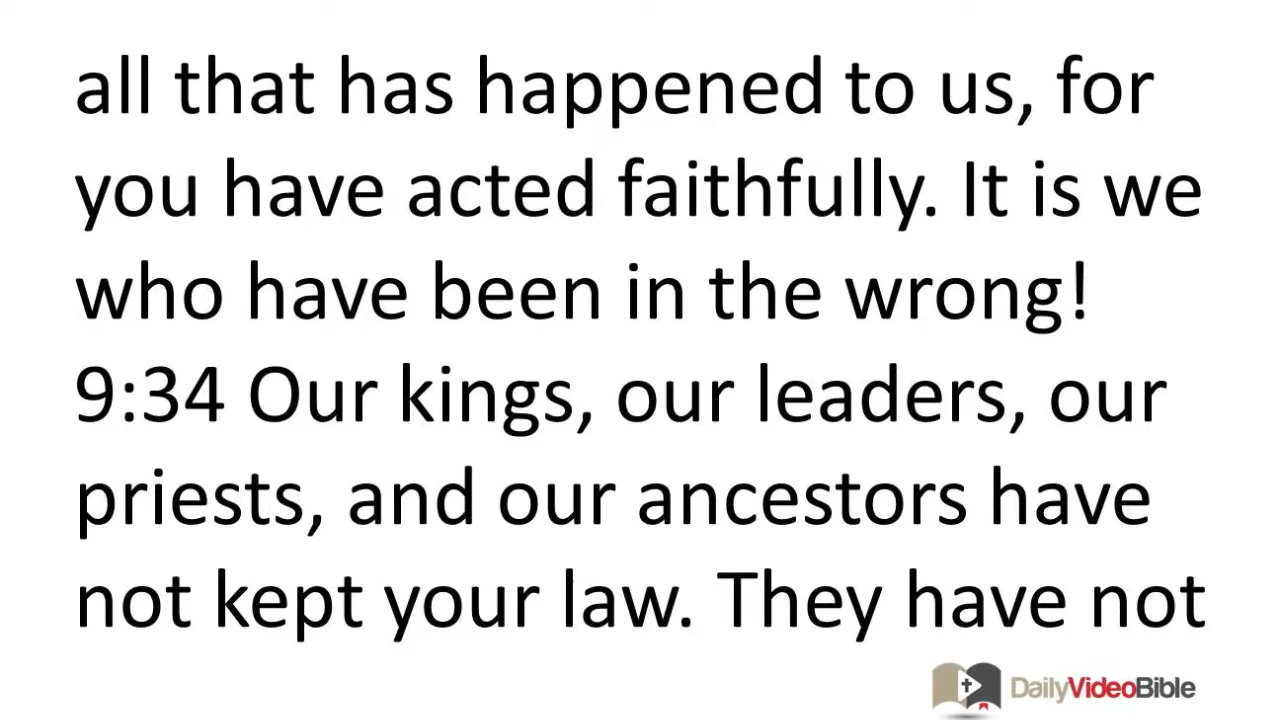 all that has happened to us, for
you have acted faithfully. It is we
who have been in the wrong!
9:34 Our kings, our leaders, our
priests, and our ancestors have
not kept your law. They have not
DailyVideoBible